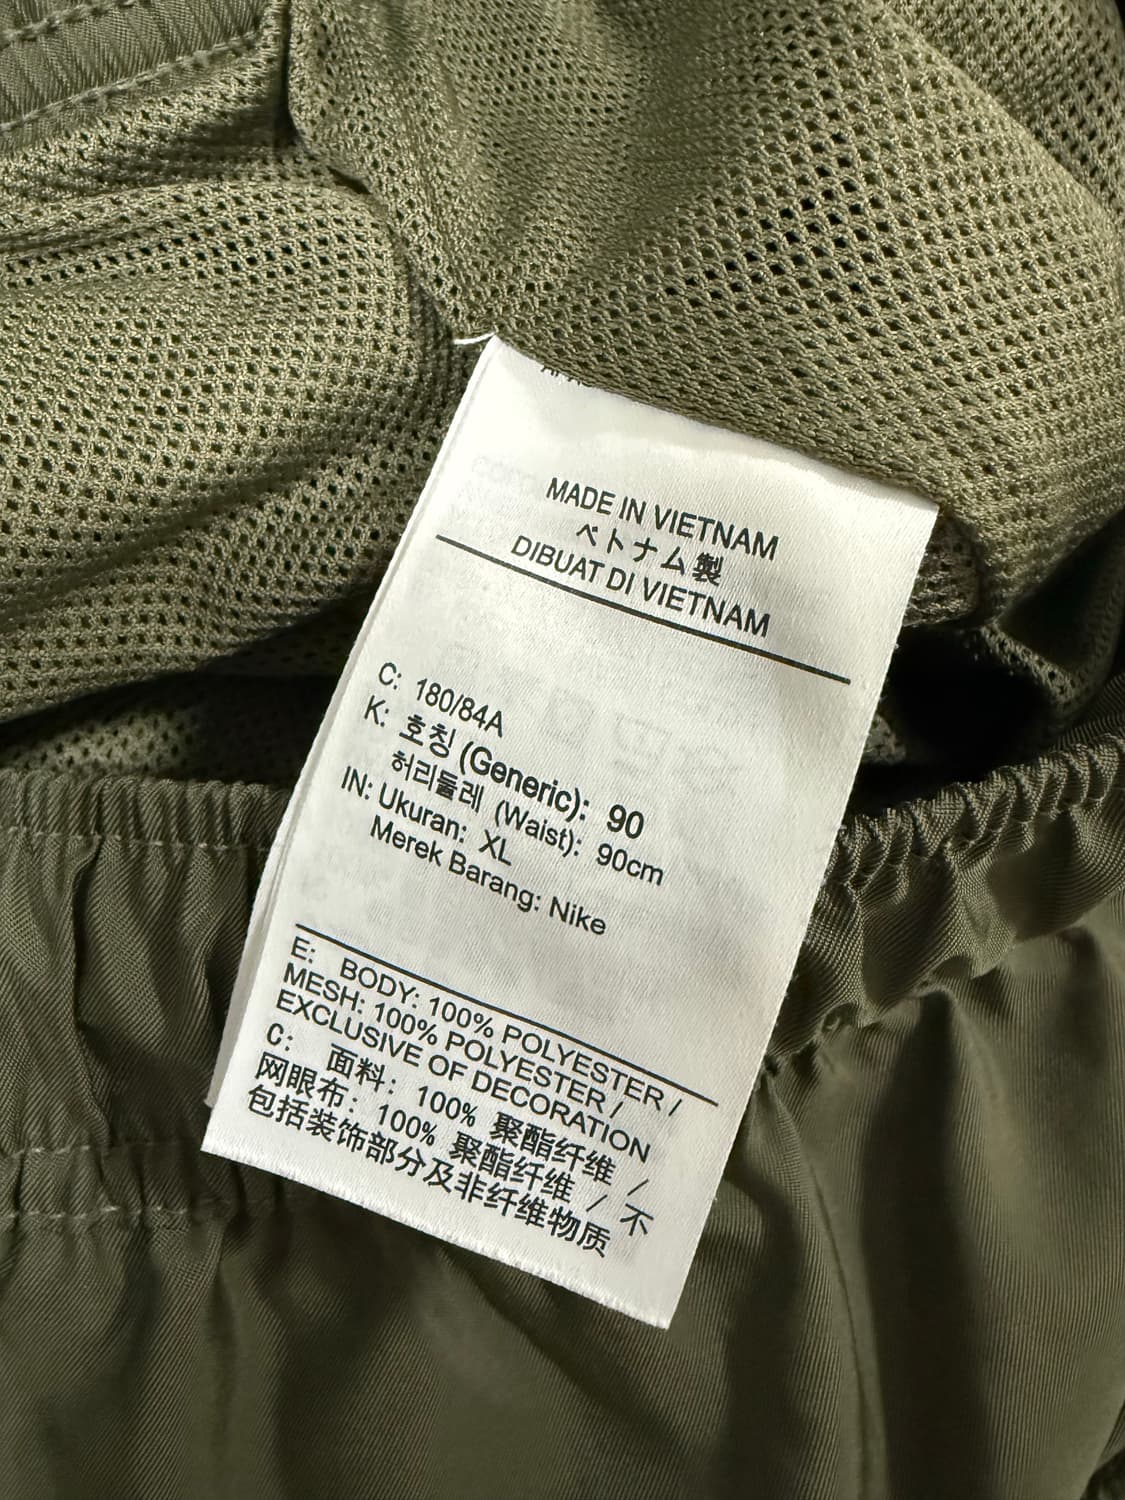 MADE IN VIETNAM
ベトナム製
DIBUAT DI VIETNAM
C: 180/84A
K: 호칭 (Generic): 90
허리둘레 (Waist): 90cm
IN: Ukuran: XL
Merek Barang: Nike
E: BODY: 100% POLYESTER /
MESH: 100% POLYESTER /
EXCLUSIVE OF DECORATION
C: 面料: 100% 聚酯纤维 /
网眼布: 100% 聚酯纤维 / 不
包括装饰部分及非纤维物质